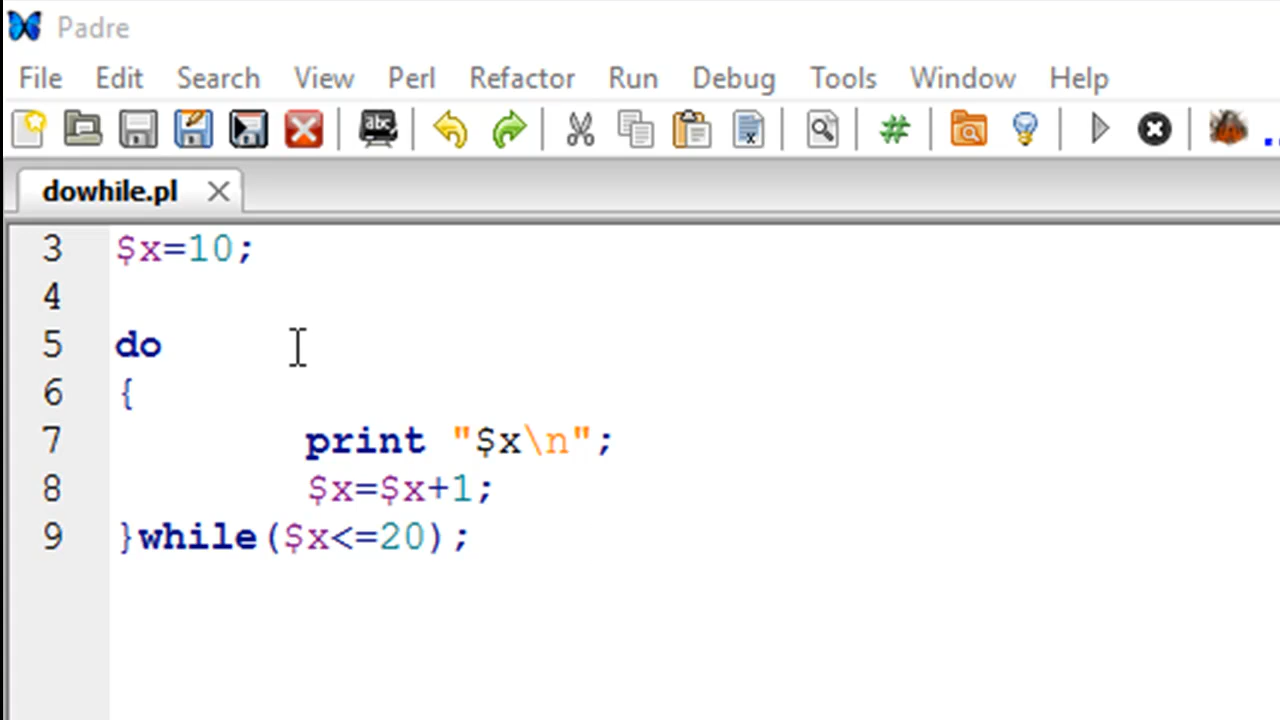 Padre
File Edit Search View Perl Refactor Run Debug Tools Window Help
abc
dowhile.pl
3 $x=10;
4
5 do
6 {
7 print "$x\n";
8 $x=$x+1;
9 }while($x<=20);